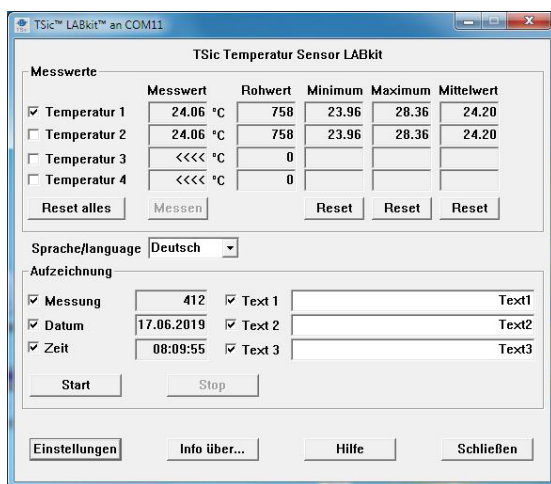 TSic™ LABkit™ an COM11
TSic Temperatur Sensor LABkit
Messwerte
Messwert Rohwert Minimum Maximum Mittelwert
Temperatur 1 24.06 °C 758 23.96 28.36 24.20
Temperatur 2 24.06 °C 758 23.96 28.36 24.20
Temperatur 3 <<<< °C 0
Temperatur 4 <<<< °C 0
Reset alles Messen Reset Reset Reset
Sprache/language Deutsch
Aufzeichnung
Messung 412 Text 1 Text1
Datum 17.06.2019 Text 2 Text2
Zeit 08:09:55 Text 3 Text3
Start Stop
Einstellungen Info über... Hilfe Schließen